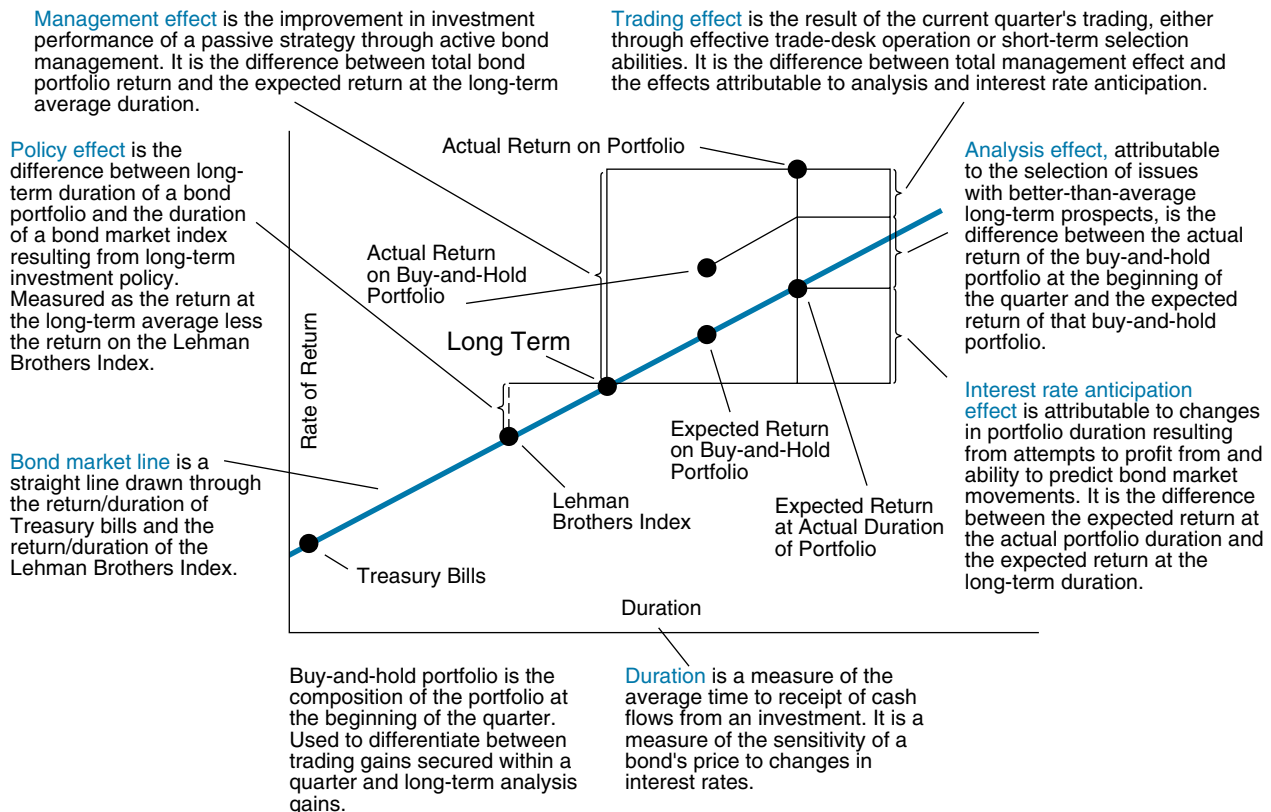 Management effect is the improvement in investment
performance of a passive strategy through active bond
management. It is the difference between total bond
portfolio return and the expected return at the long-term
average duration.
Trading effect is the result of the current quarter's trading, either
through effective trade-desk operation or short-term selection
abilities. It is the difference between total management effect and
the effects attributable to analysis and interest rate anticipation.
Policy effect is the
difference between long-
term duration of a bond
portfolio and the duration
of a bond market index
resulting from long-term
investment policy.
Measured as the return at
the long-term average less
the return on the Lehman
Brothers Index.
Bond market line is a
straight line drawn through
the return/duration of
Treasury bills and the
return/duration of the
Lehman Brothers Index.
Rate of Return
Actual Return on Portfolio
Actual Return
on Buy-and-Hold
Portfolio
Long Term
Expected Return
on Buy-and-Hold
Portfolio
Lehman
Brothers Index
Expected Return
at Actual Duration
of Portfolio
Treasury Bills
Duration
Analysis effect, attributable
to the selection of issues
with better-than-average
long-term prospects, is the
difference between the actual
return of the buy-and-hold
portfolio at the beginning of
the quarter and the expected
return of that buy-and-hold
portfolio.
Interest rate anticipation
effect is attributable to changes
in portfolio duration resulting
from attempts to profit from and
ability to predict bond market
movements. It is the difference
between the expected return at
the actual portfolio duration and
the expected return at the
long-term duration.
Buy-and-hold portfolio is the
composition of the portfolio at
the beginning of the quarter.
Used to differentiate between
trading gains secured within a
quarter and long-term analysis
gains.
Duration is a measure of the
average time to receipt of cash
flows from an investment. It is a
measure of the sensitivity of a
bond's price to changes in
interest rates.